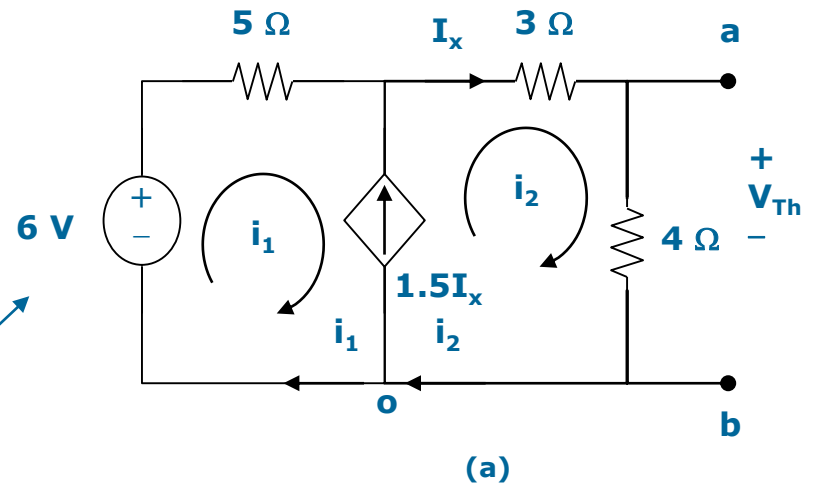 5 Ω
Iₓ
3 Ω
a
+
6 V
−
i₁
i₂
1.5Iₓ
4 Ω
+
V_Th
−
i₁
i₂
o
b
(a)